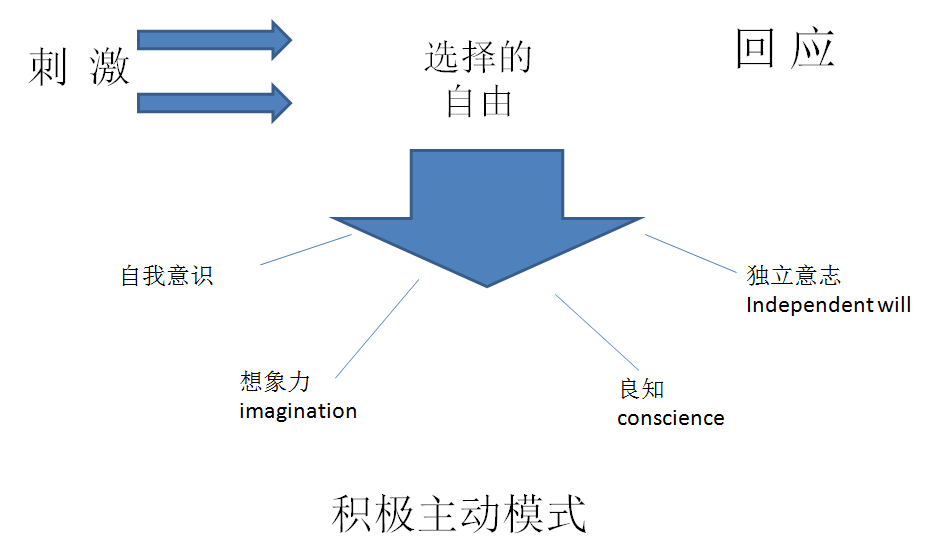 刺 激
选择的
自由
回 应
自我意识
独立意志
Independent will
想象力
imagination
良知
conscience
积极主动模式